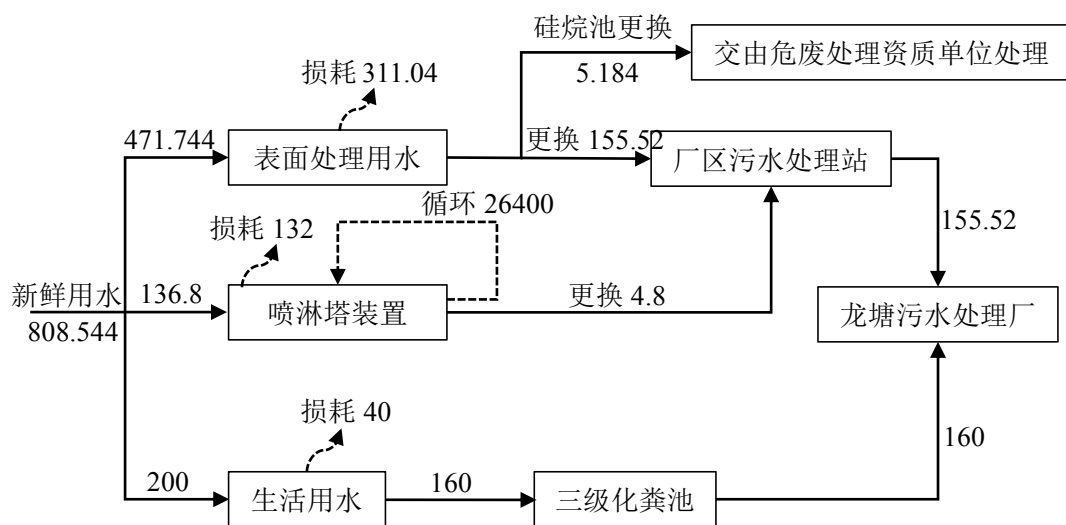 硅烷池更换
交由危废处理资质单位处理
5.184
损耗 311.04
471.744
表面处理用水
更换 155.52
厂区污水处理站
循环 26400
损耗 132
155.52
新鲜用水
136.8
喷淋塔装置
更换 4.8
龙塘污水处理厂
808.544
损耗 40
160
200
生活用水
160
三级化粪池